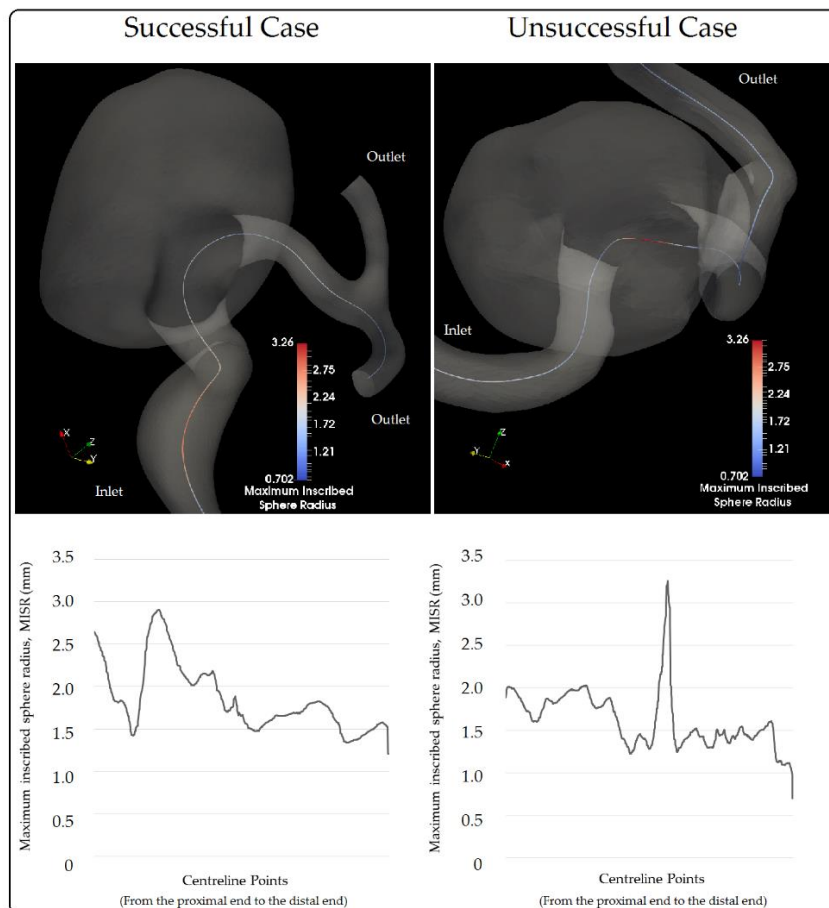 Successful Case
Unsuccessful Case
Outlet
Outlet
Inlet
3.26
2.75
2.24
1.72
1.21
0.702
Maximum Inscribed
Sphere Radius
X
Z
Y
Outlet
Inlet
3.26
2.75
2.24
1.72
1.21
0.702
Maximum Inscribed
Sphere Radius
Z
Y
X
Maximum inscribed sphere radius, MISR (mm)
3.5
3.0
2.5
2.0
1.5
1.0
0.5
0
Centreline Points
(From the proximal end to the distal end)
Maximum inscribed sphere radius, MISR (mm)
3.5
3.0
2.5
2.0
1.5
1.0
0.5
0
Centreline Points
(From the proximal end to the distal end)